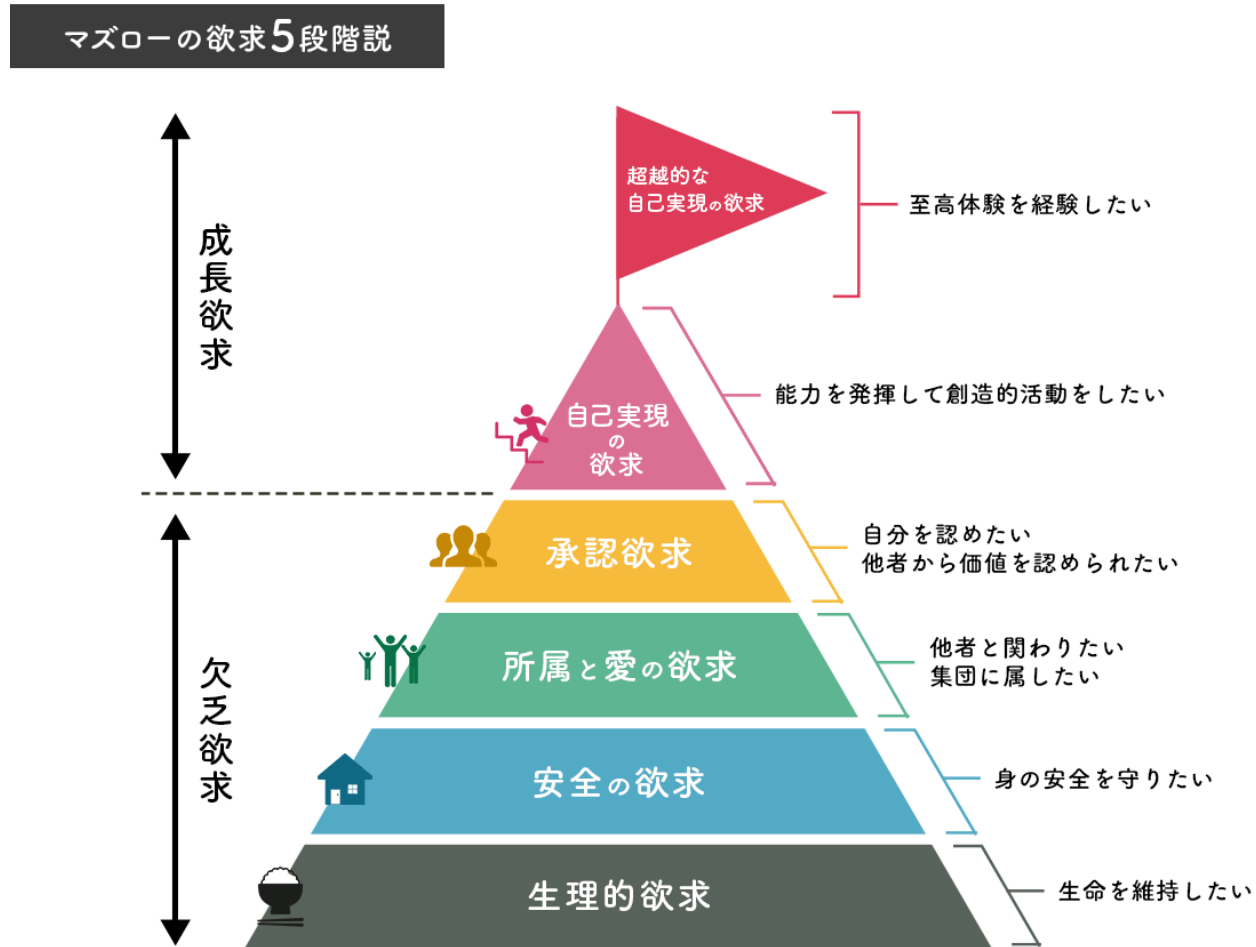 マズローの欲求5段階説
超越的な
自己実現の欲求
至高体験を経験したい
成長欲求
能力を発揮して創造的活動をしたい
自己実現
の
欲求
承認欲求
自分を認めたい
他者から価値を認められたい
欠乏欲求
所属と愛の欲求
他者と関わりたい
集団に属したい
安全の欲求
身の安全を守りたい
生理的欲求
生命を維持したい